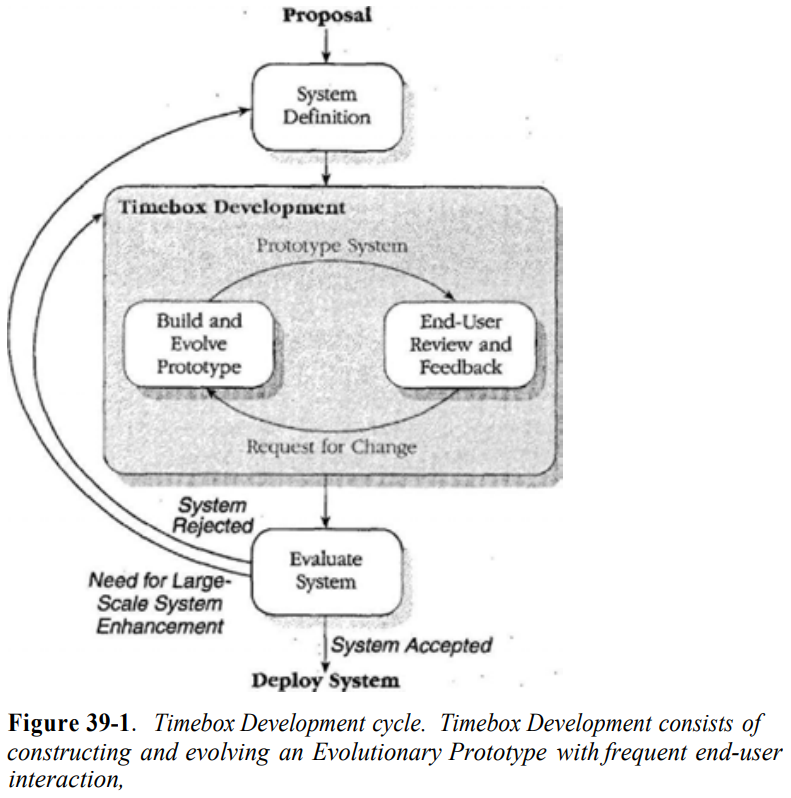 Proposal
System
Definition
Timebox Development
Prototype System
Build and
Evolve
Prototype
End-User
Review and
Feedback
Request for Change
System
Rejected
Evaluate
System
Need for Large-
Scale System
Enhancement
System Accepted
Deploy System
Figure 39-1. Timebox Development cycle. Timebox Development consists of
constructing and evolving an Evolutionary Prototype with frequent end-user
interaction,